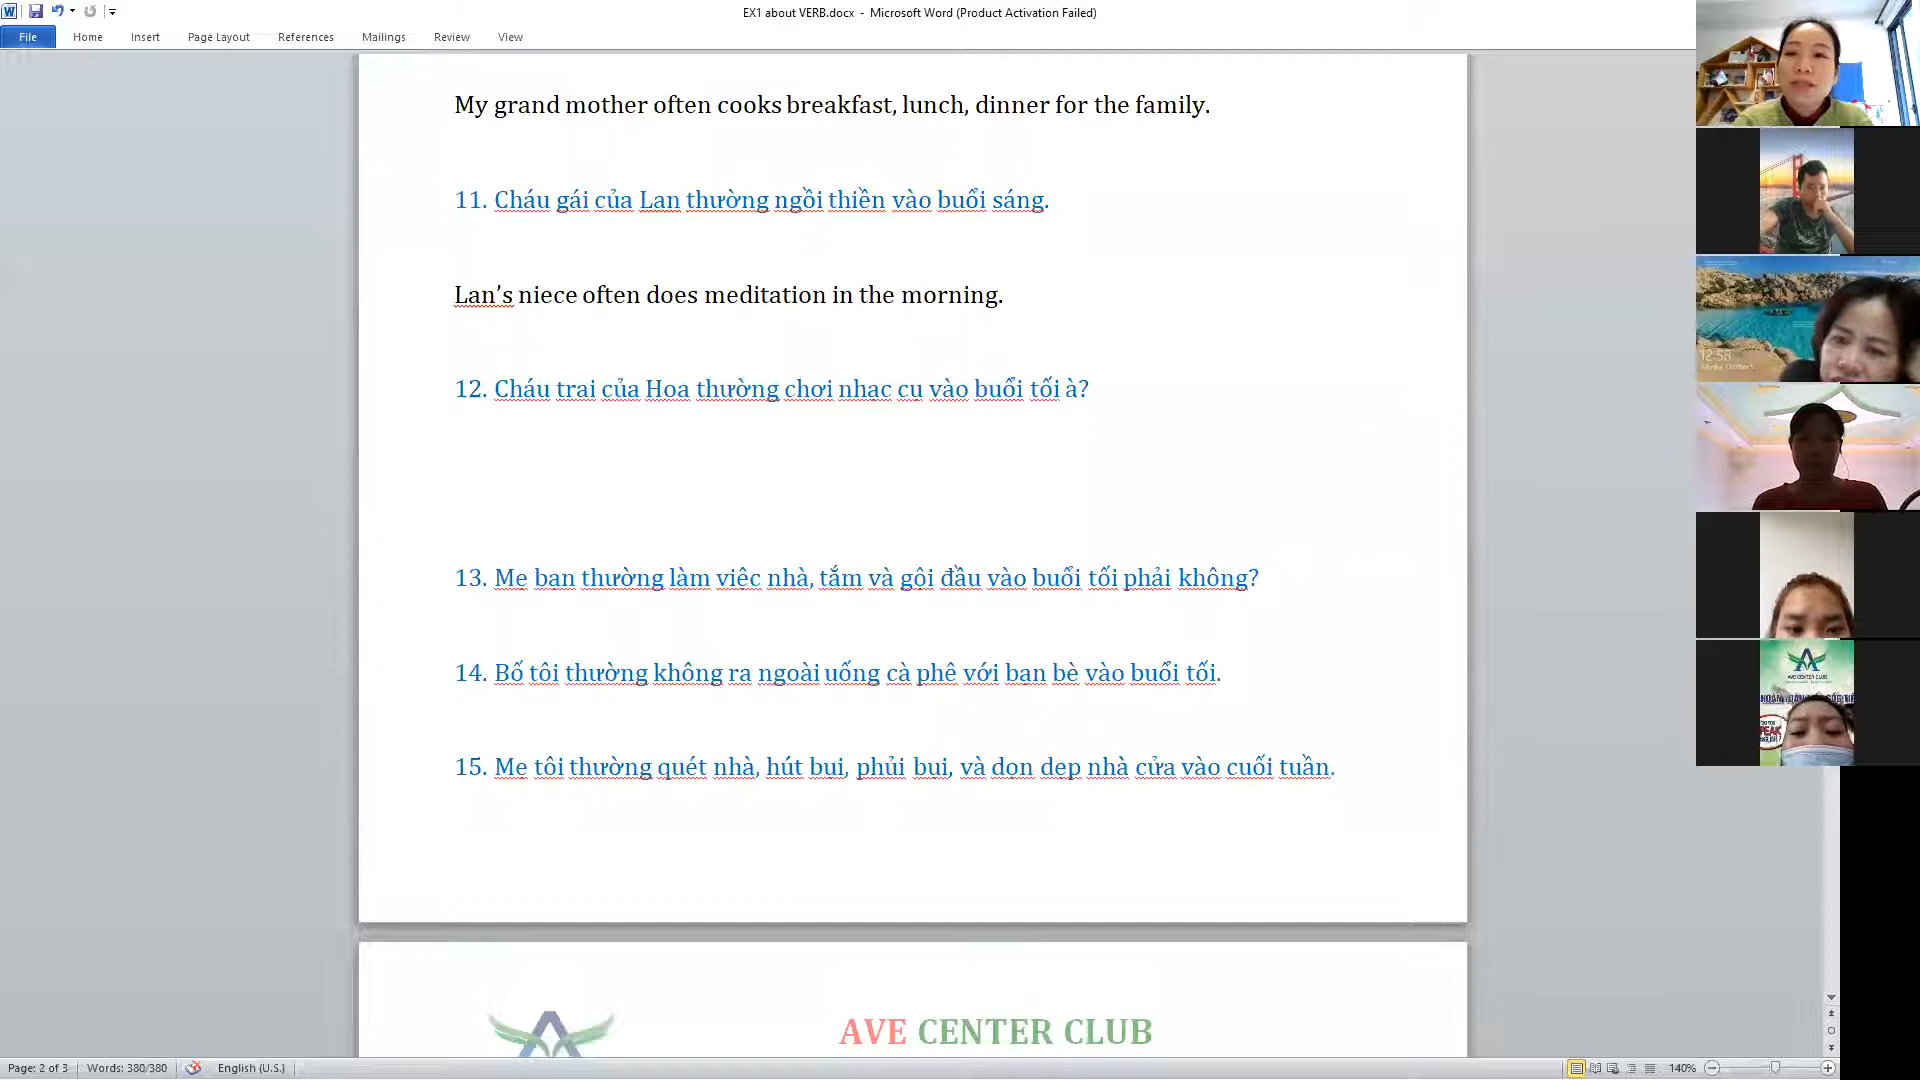 EX1 about VERB.docx - Microsoft Word (Product Activation Failed)
File Home Insert Page Layout References Mailings Review View
My grand mother often cooks breakfast, lunch, dinner for the family.
11. Cháu gái của Lan thường ngồi thiền vào buổi sáng.
Lan’s niece often does meditation in the morning.
12. Cháu trai của Hoa thường chơi nhạc cụ vào buổi tối à?
13. Mẹ bạn thường làm việc nhà, tắm và gội đầu vào buổi tối phải không?
14. Bố tôi thường không ra ngoài uống cà phê với bạn bè vào buổi tối.
15. Mẹ tôi thường quét nhà, hút bụi, phủi bụi, và dọn dẹp nhà cửa vào cuối tuần.
AVE CENTER CLUB
Page: 2 of 3 Words: 380/380 English (U.S.) 140%
12:58
AVE CENTER CLUB